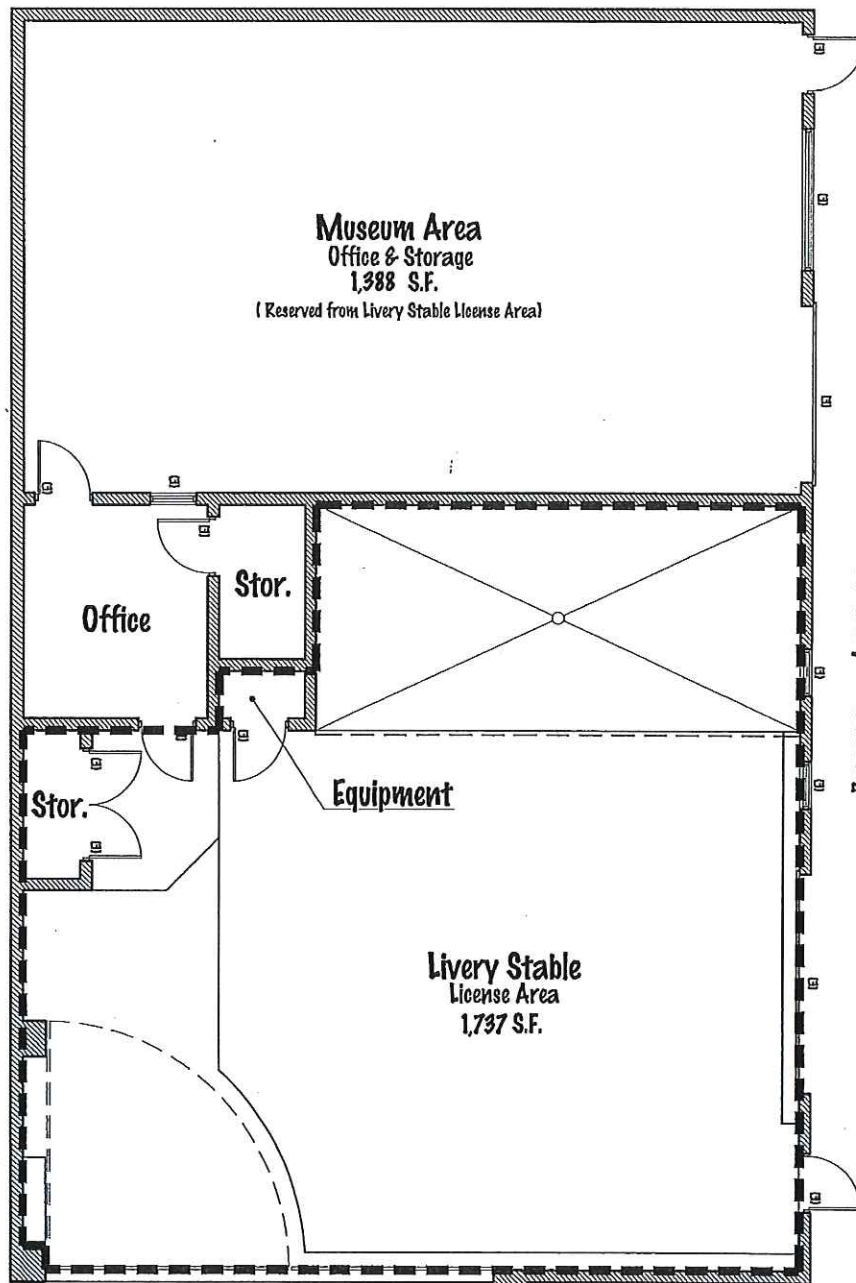 Museum Area
Office & Storage
1,388 S.F.
( Reserved from Livery Stable License Area)
Stor.
Office
Stor.
Equipment
Livery Stable
License Area
1,737 S.F.